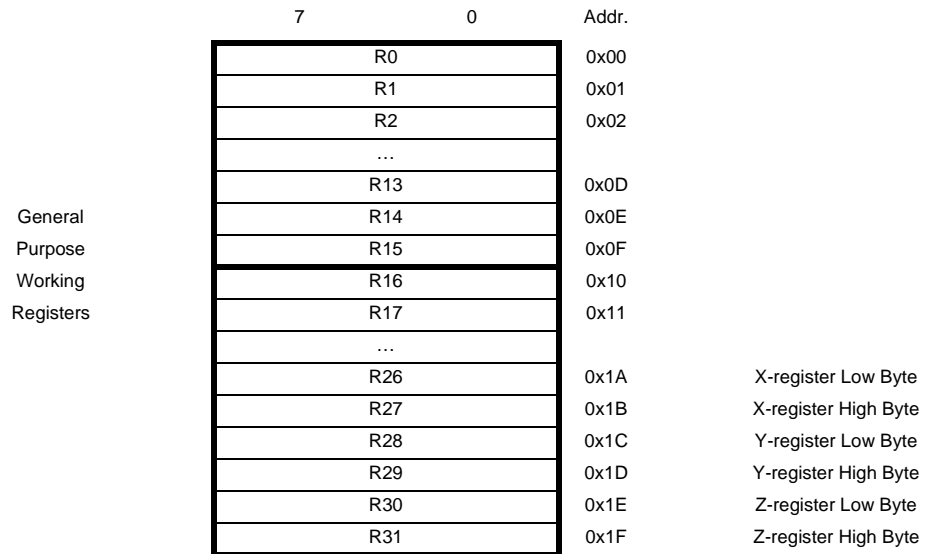 7 0 Addr.
R0 0x00
R1 0x01
R2 0x02
…
R13 0x0D
General R14 0x0E
Purpose R15 0x0F
Working R16 0x10
Registers R17 0x11
…
R26 0x1A X-register Low Byte
R27 0x1B X-register High Byte
R28 0x1C Y-register Low Byte
R29 0x1D Y-register High Byte
R30 0x1E Z-register Low Byte
R31 0x1F Z-register High Byte